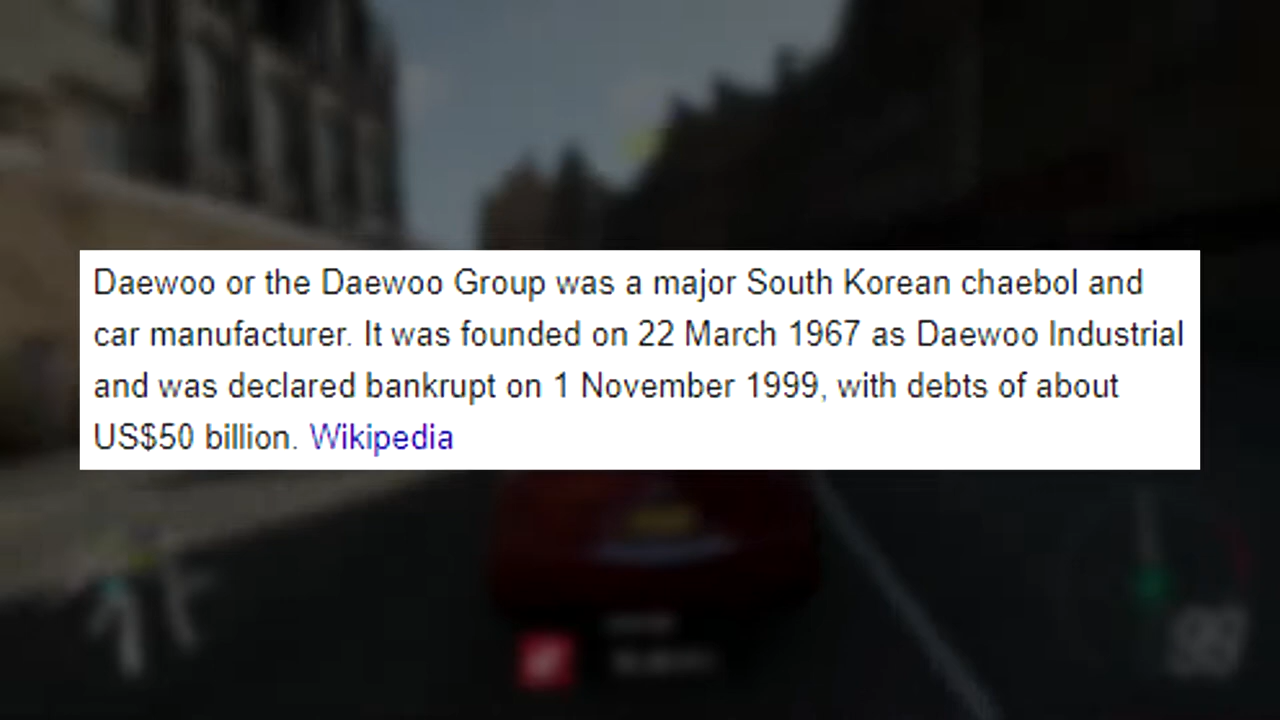 Daewoo or the Daewoo Group was a major South Korean chaebol and
car manufacturer. It was founded on 22 March 1967 as Daewoo Industrial
and was declared bankrupt on 1 November 1999, with debts of about
US$50 billion. Wikipedia